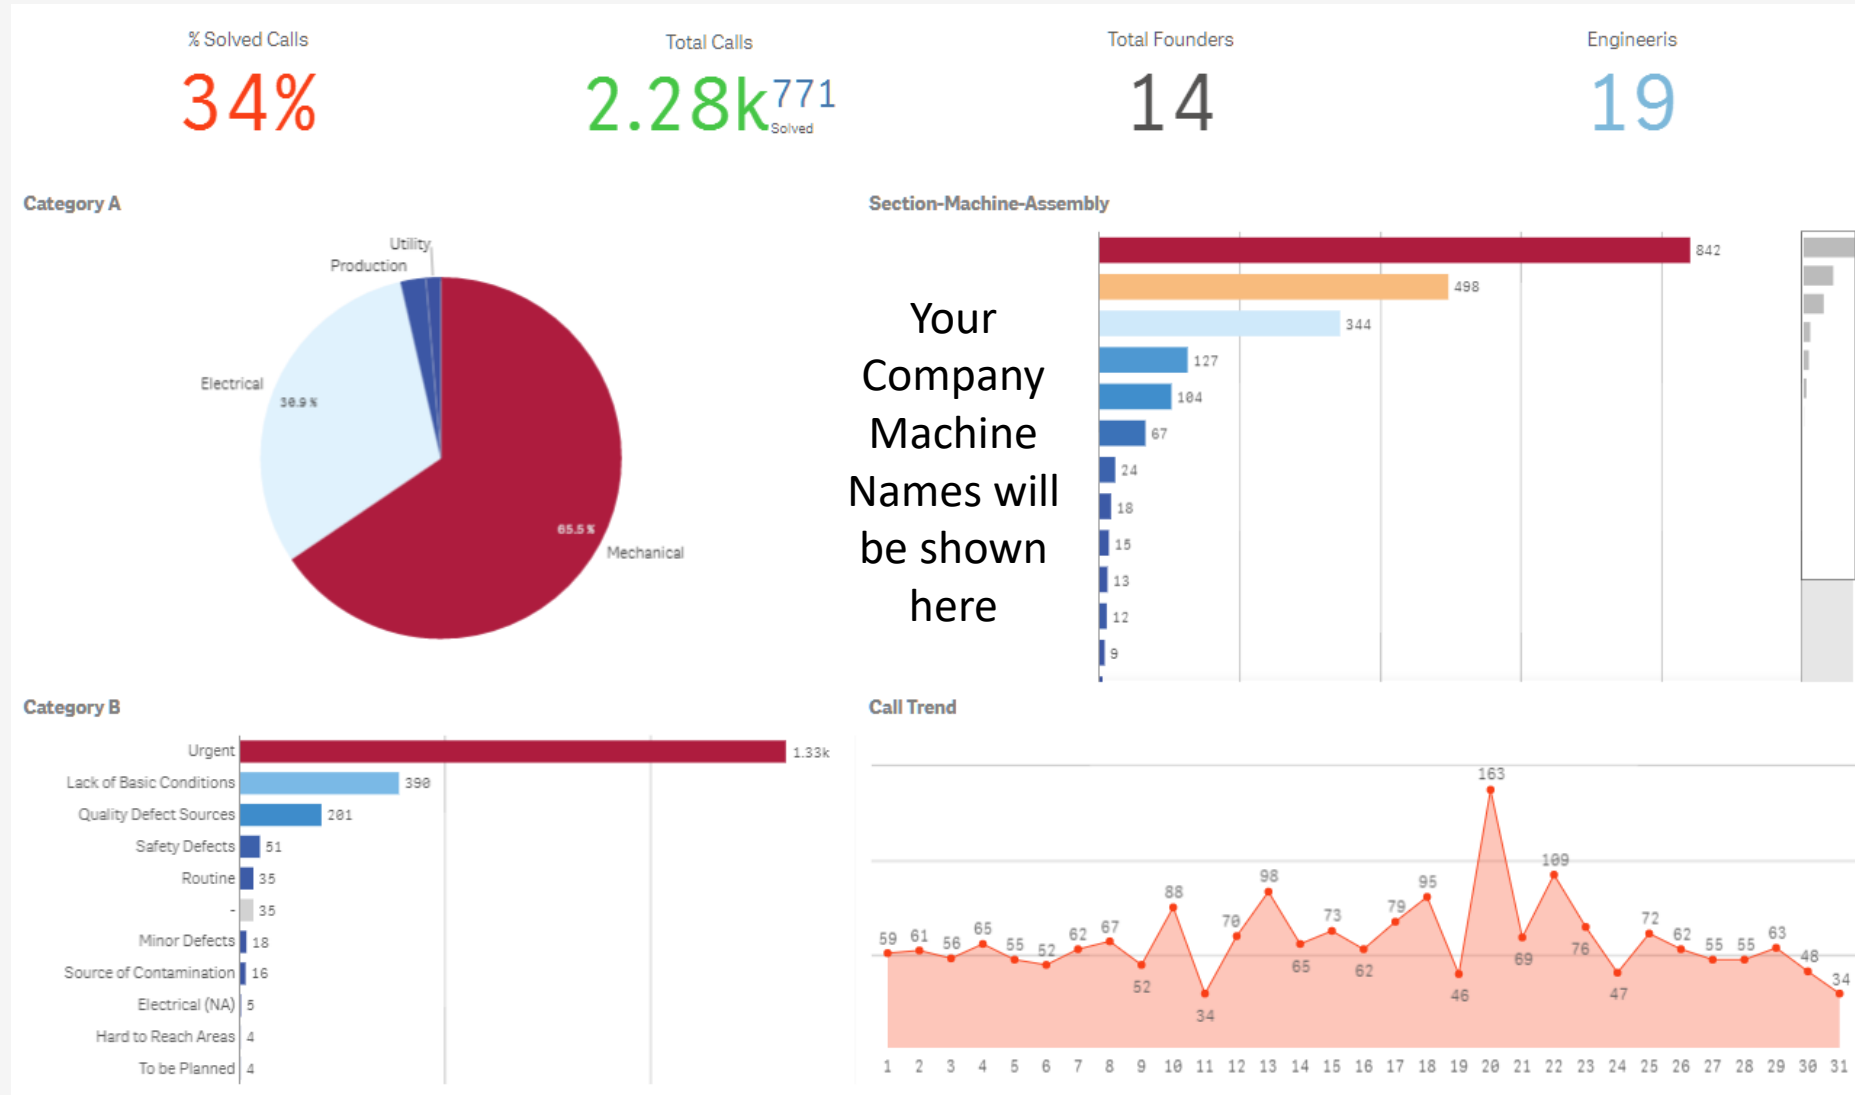 % Solved Calls
34%
Total Calls
2.28k 771
Solved
Total Founders
14
Engineeris
19
Category A
Utility
Production
Electrical
30.9 %
65.5 %
Mechanical
Section-Machine-Assembly
Your
Company
Machine
Names will
be shown
here
842
498
344
127
104
67
24
18
15
13
12
9
Category B
Urgent 1.33k
Lack of Basic Conditions 390
Quality Defect Sources 201
Safety Defects 51
Routine 35
- 35
Minor Defects 18
Source of Contamination 16
Electrical (NA) 5
Hard to Reach Areas 4
To be Planned 4
Call Trend
59 61 56 65 55 52 62 67 52 88 34 70 98 65 73 62 79 95 46 163 69 109 76 47 72 62 55 55 63 48 34
1 2 3 4 5 6 7 8 9 10 11 12 13 14 15 16 17 18 19 20 21 22 23 24 25 26 27 28 29 30 31